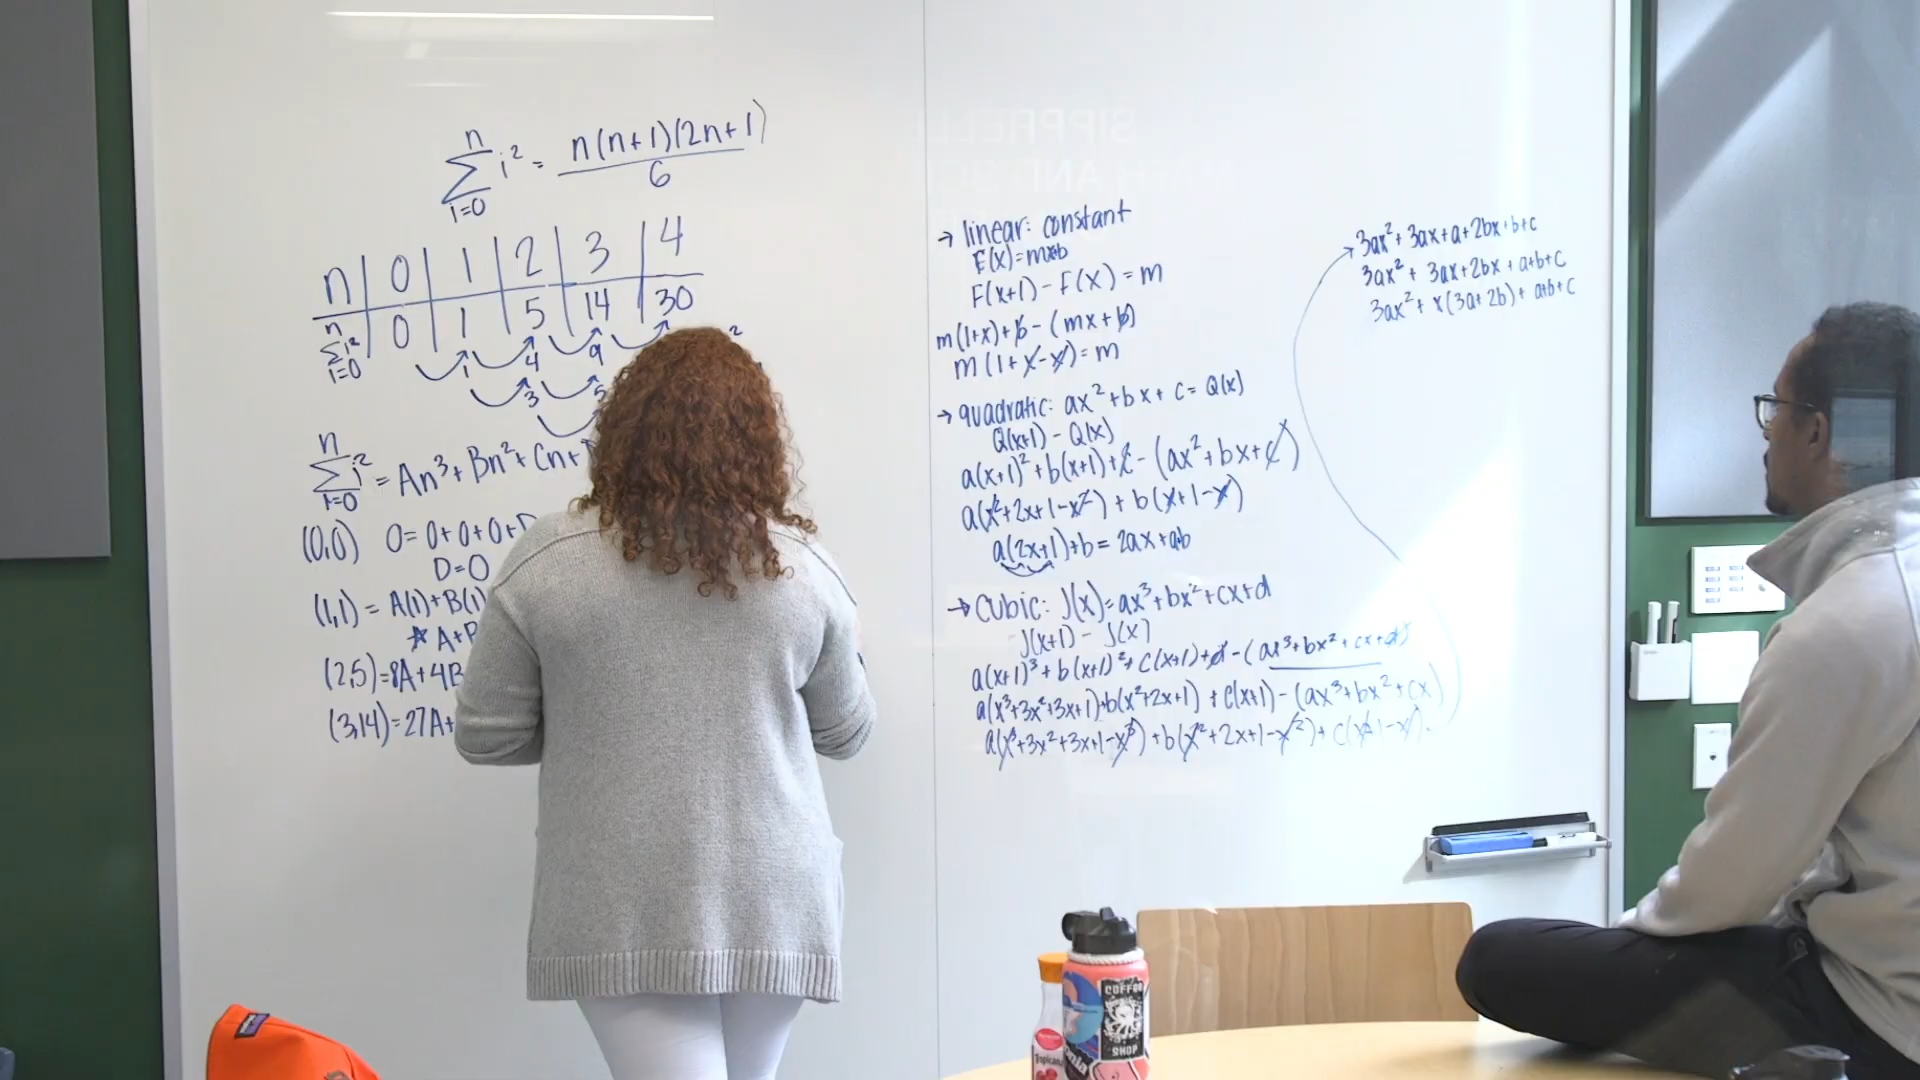 n
∑ i² = n(n+1)(2n+1)
i=0 6
n | 0 | 1 | 2 | 3 | 4
n
∑ i² | 0 | 1 | 5 | 14 | 30
i=0
1 4 9
3 5
n
∑ i² = An³ + Bn² + Cn +
i=0
(0,0) 0 = 0 + 0 + 0 + D
D = 0
(1,1) = A(1) + B(1)
(2,5) = 8A + 4B
(3,14) = 27A +
→ linear: constant
F(x) = mx+b
F(x+1) - F(x) = m
m(1+x) + b - (mx + b)
m(1 + x - x) = m
→ quadratic: ax² + bx + c = Q(x)
Q(x+1) - Q(x)
a(x+1)² + b(x+1) + c - (ax² + bx + c)
a(x² + 2x + 1 - x²) + b(x + 1 - x)
a(2x+1) + b = 2ax + a+b
→ Cubic: J(x) = ax³ + bx² + cx + d
J(x+1) - J(x)
a(x+1)³ + b(x+1)² + c(x+1) + d - (ax³ + bx² + cx + d)
a(x³+3x²+3x+1) + b(x²+2x+1) + c(x+1) - (ax³ + bx² + cx)
a(x³+3x²+3x+1-x³) + b(x²+2x+1-x²) + c(x+1-x)
3ax² + 3ax + a + 2bx + b + c
3ax² + 3ax + 2bx + a+b+c
3ax² + x(3a+2b) + a+b+c
COFFEE
SHOP
Tropicana